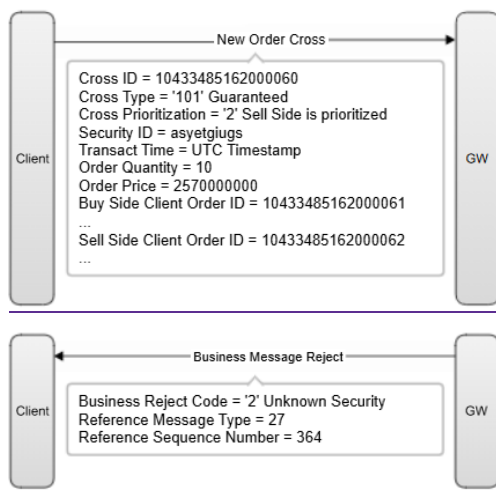 New Order Cross
Cross ID = 10433485162000060
Cross Type = '101' Guaranteed
Cross Prioritization = '2' Sell Side is prioritized
Security ID = asyetgiugs
Transact Time = UTC Timestamp
Order Quantity = 10
Order Price = 2570000000
Buy Side Client Order ID = 10433485162000061
...
Sell Side Client Order ID = 10433485162000062
...
Client
GW
Business Message Reject
Business Reject Code = '2' Unknown Security
Reference Message Type = 27
Reference Sequence Number = 364
Client
GW